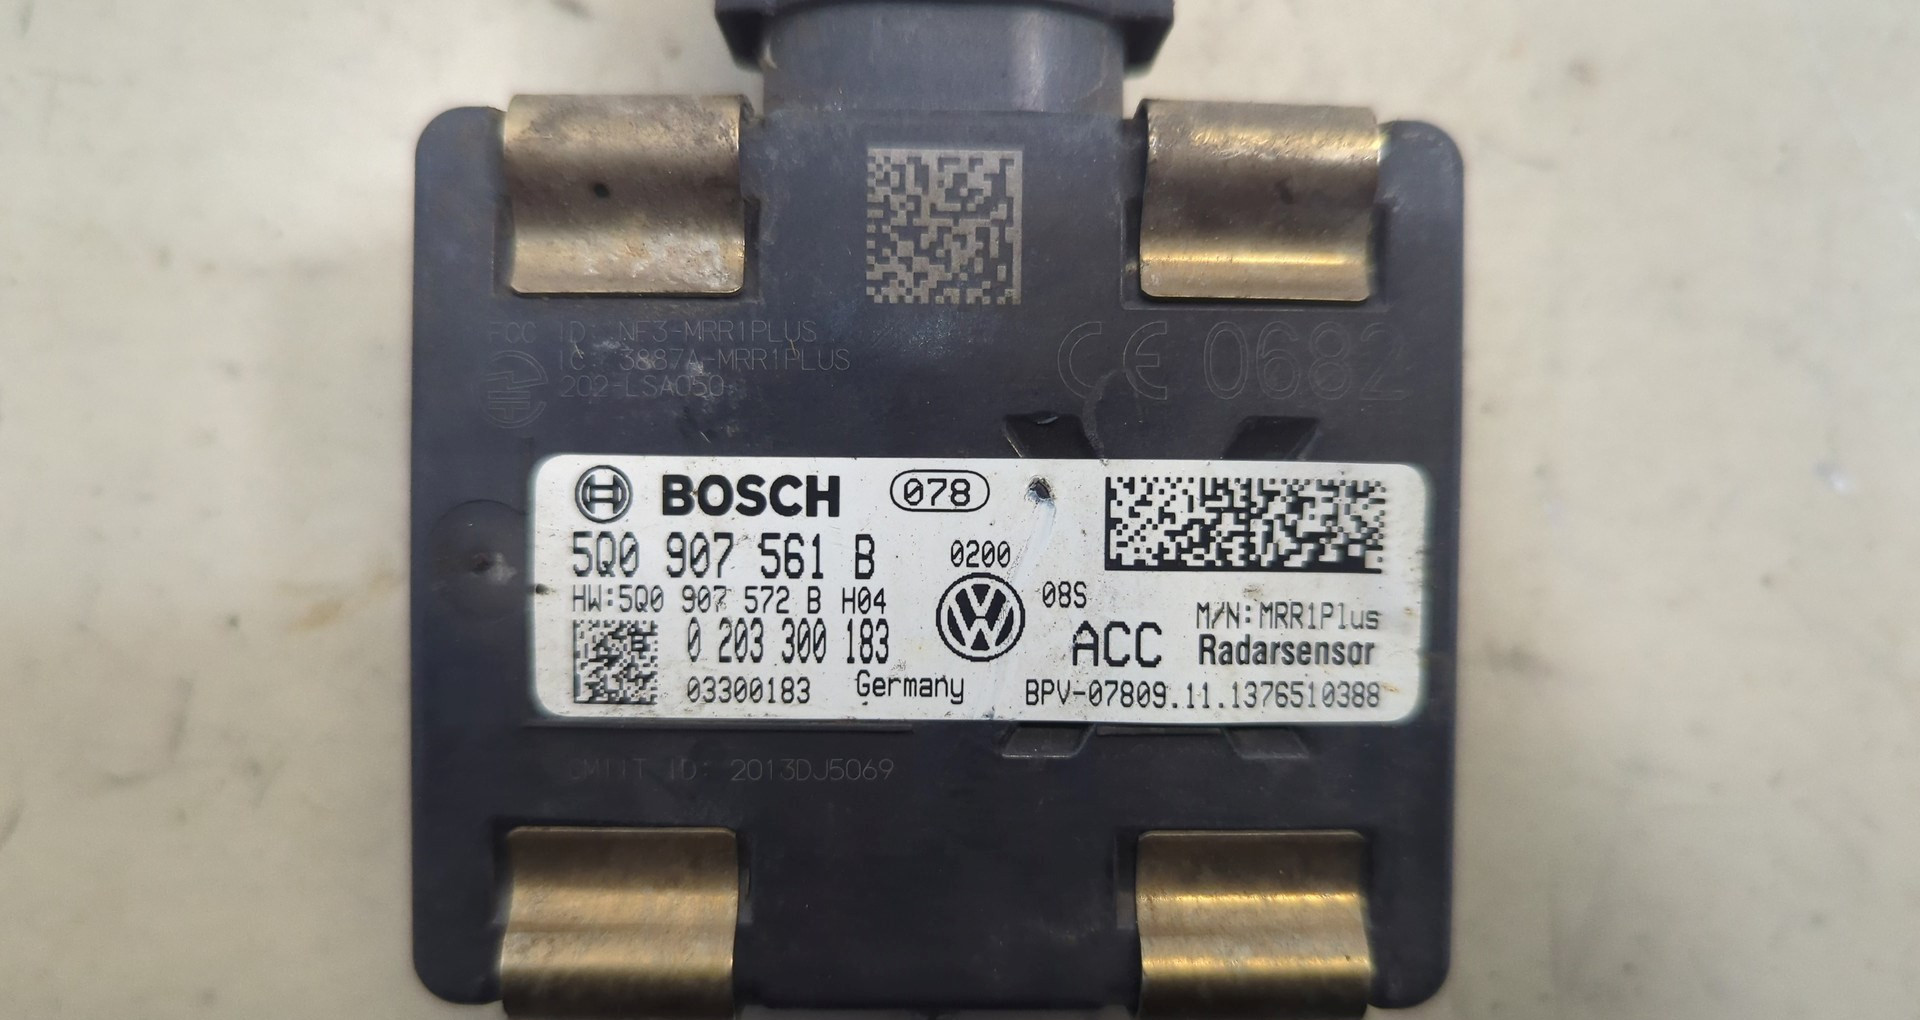 FCC ID: NF3-MRR1PLUS
IC: 3887A-MRR1PLUS
202-LSA050
CE 0682
BOSCH 078
5Q0 907 561 B 0200
HW:5Q0 907 572 B H04 08S M/N:MRR1Plus
0 203 300 183 ACC Radarsensor
03300183 Germany BPV-07809.11.1376510388
CMIIT ID: 2013DJ5069